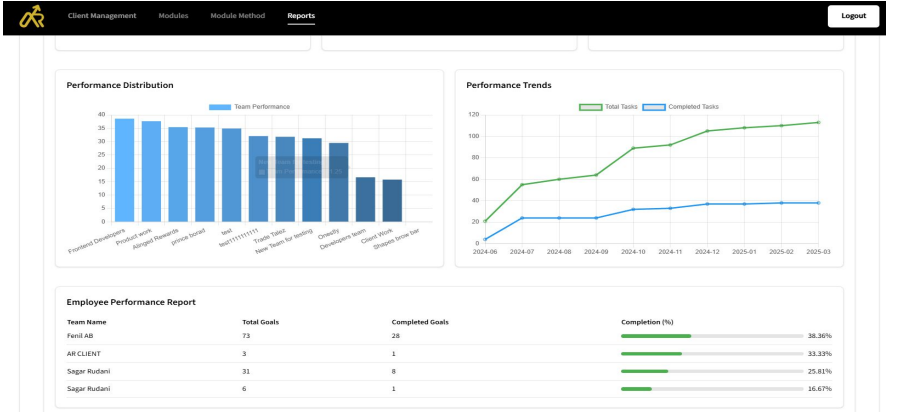 Client Management Modules Module Method Reports Logout
Performance Distribution
Team Performance
40
35
30
25
20
15
10
5
0
Frontend Developers
Product work
Abnged Rewards
prince borad
test
test1111111111
Trade Talez
New Team for testing
Onwdly
Developers team
Client Work
Shapes brow bar
Performance Trends
Total Tasks Completed Tasks
120
100
80
60
40
20
0
2024-06 2024-07 2024-08 2024-09 2024-10 2024-11 2024-12 2025-01 2025-02 2025-03
Employee Performance Report
Team Name Total Goals Completed Goals Completion (%)
Fenil AB 73 28 38.36%
AR CLIENT 3 1 33.33%
Sagar Rudani 31 8 25.81%
Sagar Rudani 6 1 16.67%